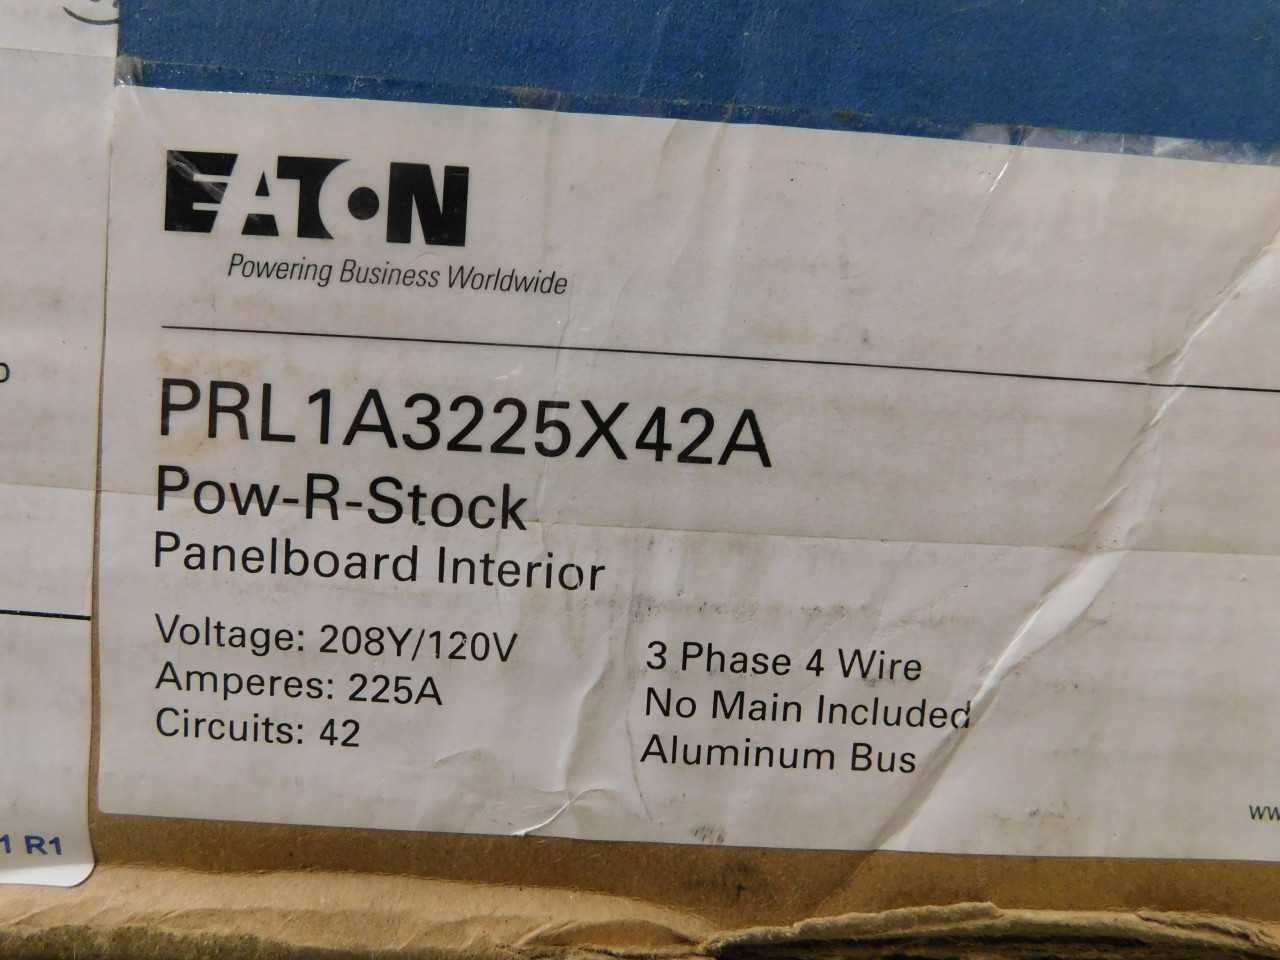 EATON
Powering Business Worldwide
PRL1A3225X42A
Pow-R-Stock
Panelboard Interior
Voltage: 208Y/120V
Amperes: 225A
Circuits: 42
3 Phase 4 Wire
No Main Included
Aluminum Bus
1 R1